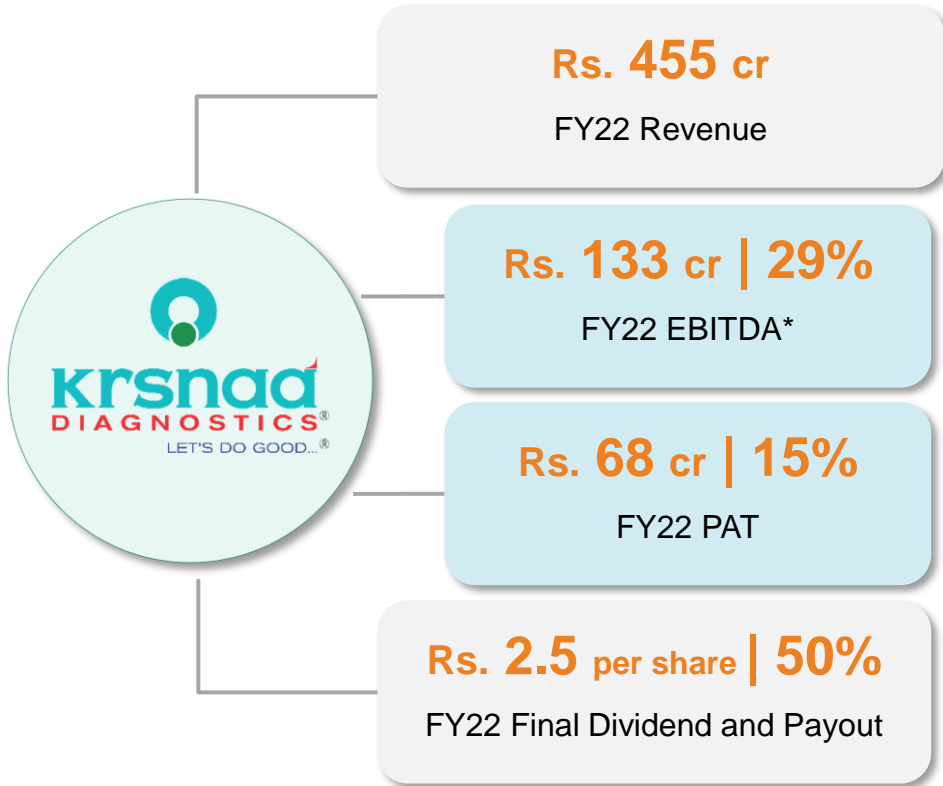 Rs. 455 cr
FY22 Revenue
Rs. 133 cr | 29%
FY22 EBITDA*
krsnaa
DIAGNOSTICS®
LET'S DO GOOD...®
Rs. 68 cr | 15%
FY22 PAT
Rs. 2.5 per share | 50%
FY22 Final Dividend and Payout